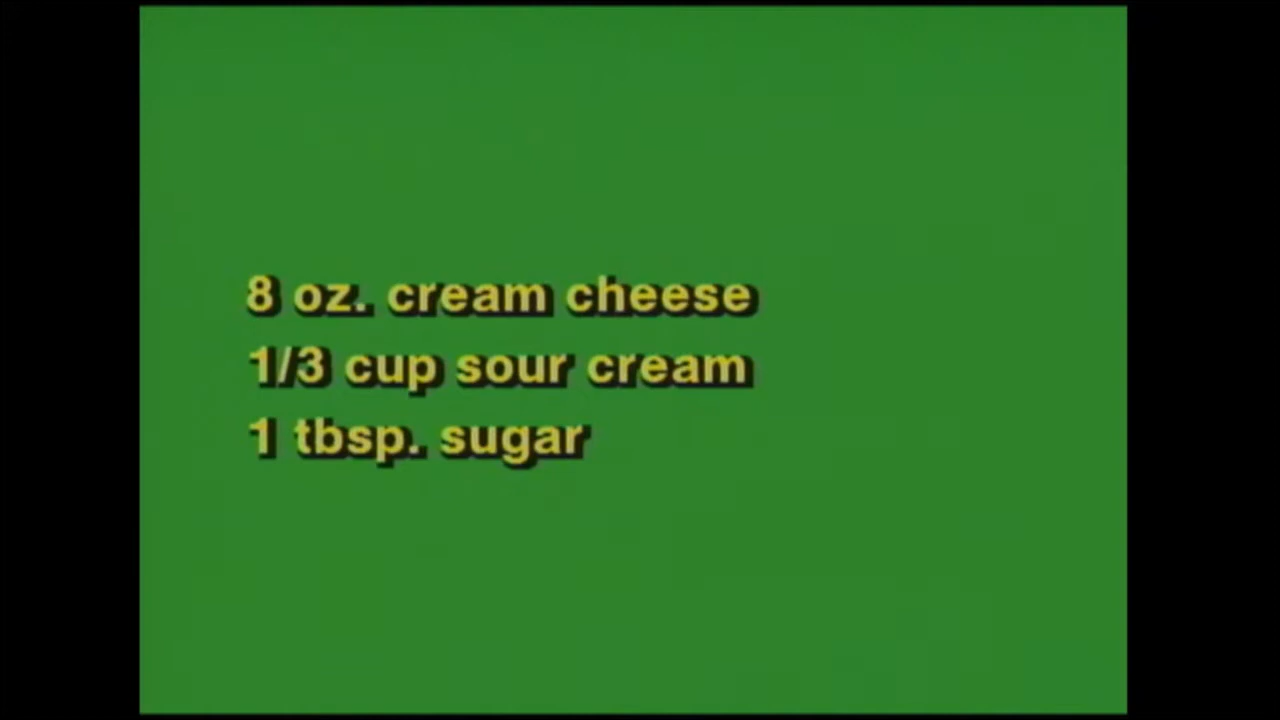 8 oz. cream cheese
1/3 cup sour cream
1 tbsp. sugar